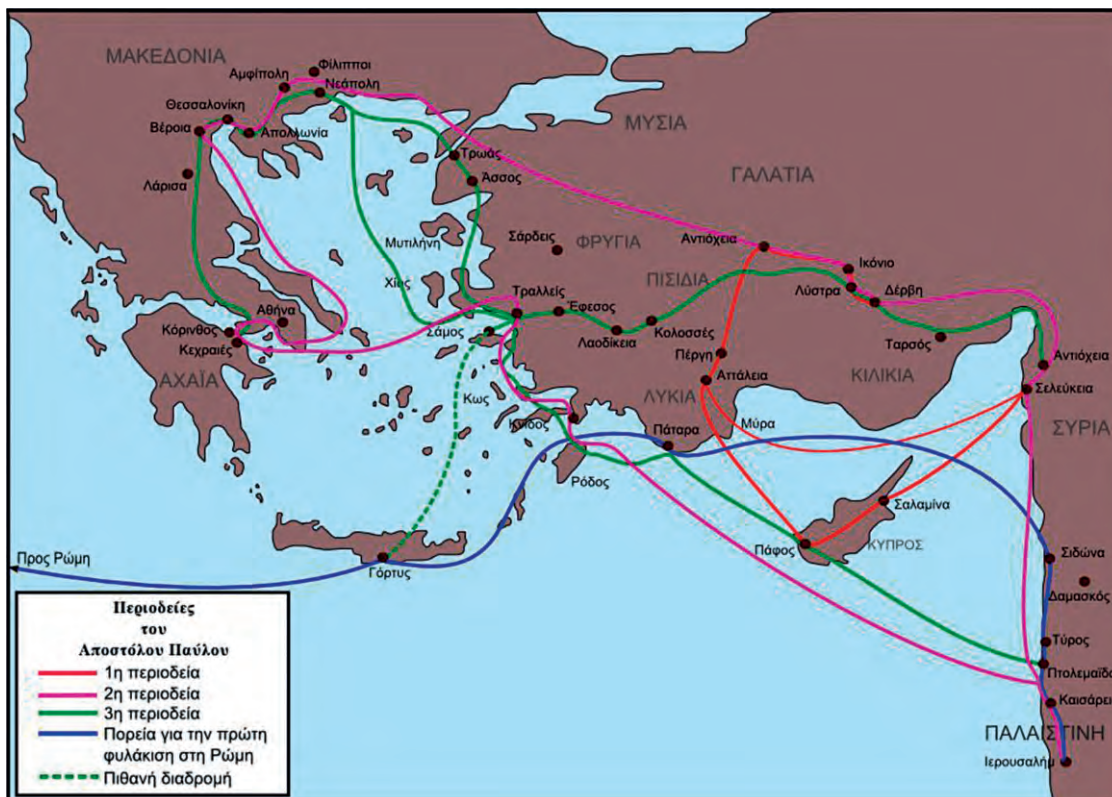 ΜΑΚΕΔΟΝΙΑ
Φίλιπποι
Αμφίπολη
Νεάπολη
Θεσσαλονίκη
Βέροια
Απολλωνία
ΜΥΣΙΑ
Τρωάς
Λάρισα
Άσσος
ΓΑΛΑΤΙΑ
Μυτιλήνη
Σάρδεις
ΦΡΥΓΙΑ
Αντιόχεια
Ικόνιο
Χίος
ΠΙΣΙΔΙΑ
Λύστρα
Δέρβη
Τραλλείς
Έφεσος
Αθήνα
Κόρινθος
Σάμος
Κολοσσές
Λαοδίκεια
Κεχραιές
Ταρσός
Πέργη
Αντιόχεια
ΑΧΑΪΑ
Αττάλεια
ΚΙΛΙΚΙΑ
Σελεύκεια
Κως
ΛΥΚΙΑ
Κνίδος
Μύρα
ΣΥΡΙΑ
Πάταρα
Ρόδος
Σαλαμίνα
Πάφος
ΚΥΠΡΟΣ
Προς Ρώμη
Γόρτυς
Σιδώνα
Δαμασκός
Τύρος
Πτολεμαΐδα
Καισάρει
ΠΑΛΑΙΣΤΙΝΗ
Ιερουσαλήμ
Περιοδείες
του
Αποστόλου Παύλου
1η περιοδεία
2η περιοδεία
3η περιοδεία
Πορεία για την πρώτη
φυλάκιση στη Ρώμη
Πιθανή διαδρομή